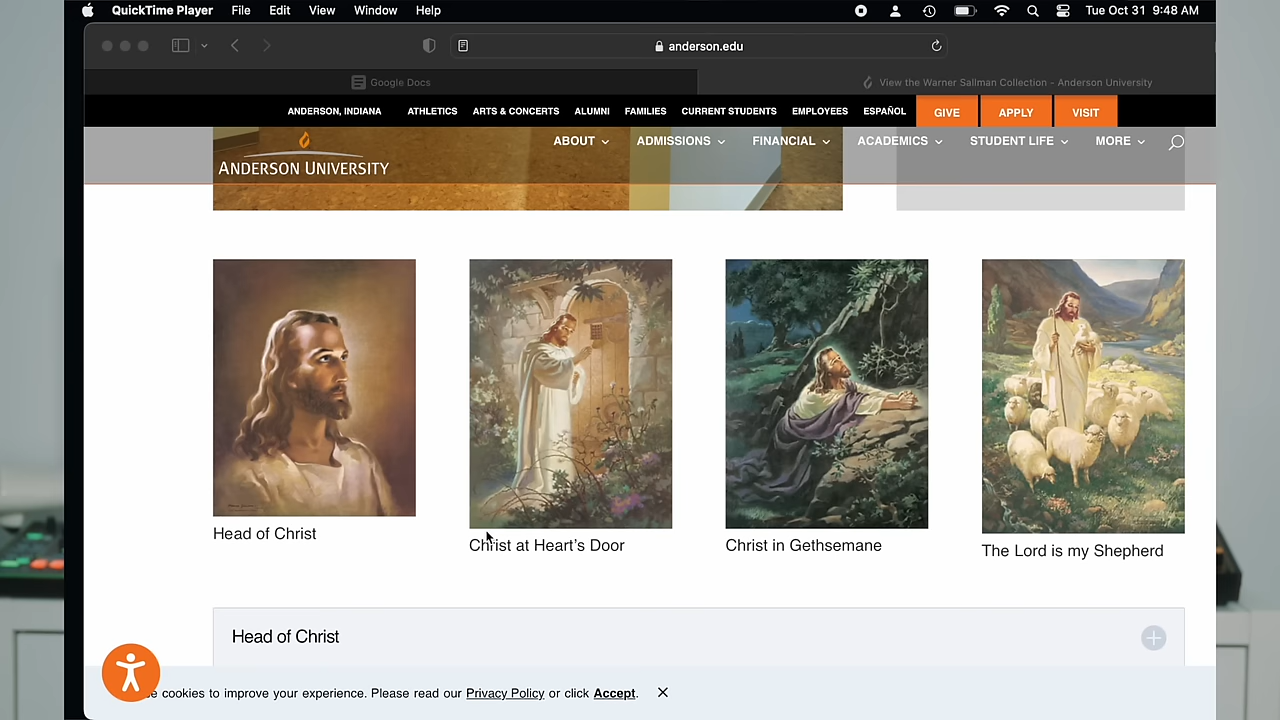 QuickTime Player File Edit View Window Help Tue Oct 31 9:48 AM
anderson.edu
Google Docs View the Warner Sallman Collection - Anderson University
ANDERSON, INDIANA ATHLETICS ARTS & CONCERTS ALUMNI FAMILIES CURRENT STUDENTS EMPLOYEES ESPAÑOL GIVE APPLY VISIT
ANDERSON UNIVERSITY ABOUT ADMISSIONS FINANCIAL ACADEMICS STUDENT LIFE MORE
Head of Christ
Christ at Heart's Door
Christ in Gethsemane
The Lord is my Shepherd
Head of Christ
cookies to improve your experience. Please read our Privacy Policy or click Accept.